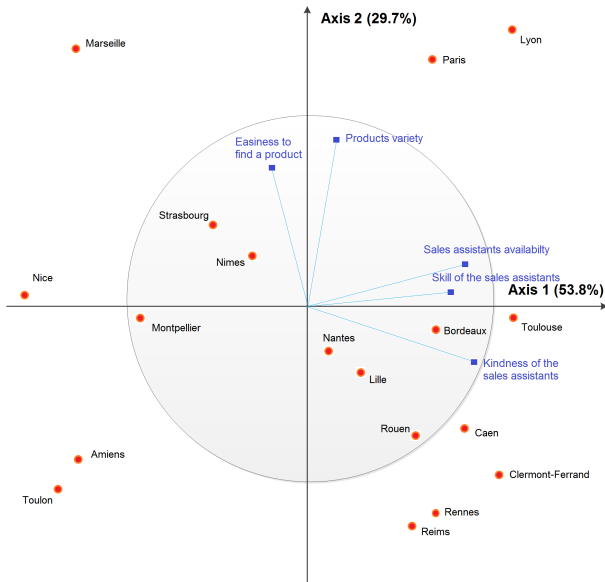 Axis 2 (29.7%)
Lyon
Marseille
Paris
Easiness to
find a product
Products variety
Strasbourg
Nimes
Sales assistants availabilty
Skill of the sales assistants
Nice
Axis 1 (53.8%)
Montpellier
Bordeaux
Toulouse
Nantes
Kindness of the
sales assistants
Lille
Rouen
Caen
Amiens
Clermont-Ferrand
Toulon
Rennes
Reims